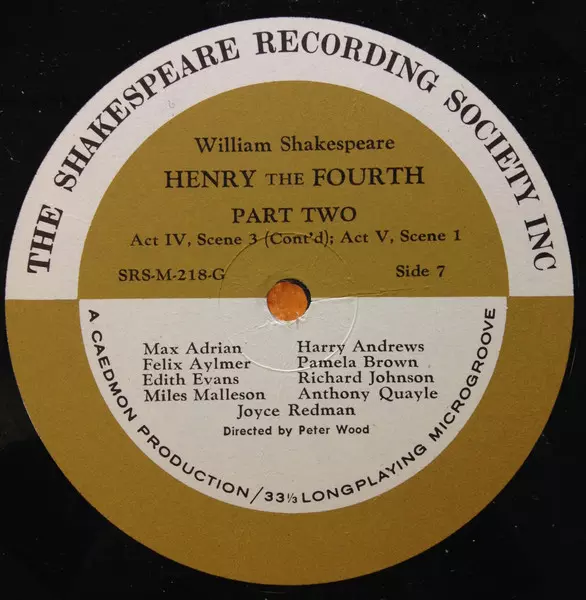 THE SHAKESPEARE RECORDING SOCIETY INC
William Shakespeare
HENRY THE FOURTH
PART TWO
Act IV, Scene 3 (Cont'd); Act V, Scene 1
SRS-M-218-G Side 7
Max Adrian Harry Andrews
Felix Aylmer Pamela Brown
Edith Evans Richard Johnson
Miles Malleson Anthony Quayle
Joyce Redman
Directed by Peter Wood
A CAEDMON PRODUCTION/33⅓ LONGPLAYING MICROGROOVE